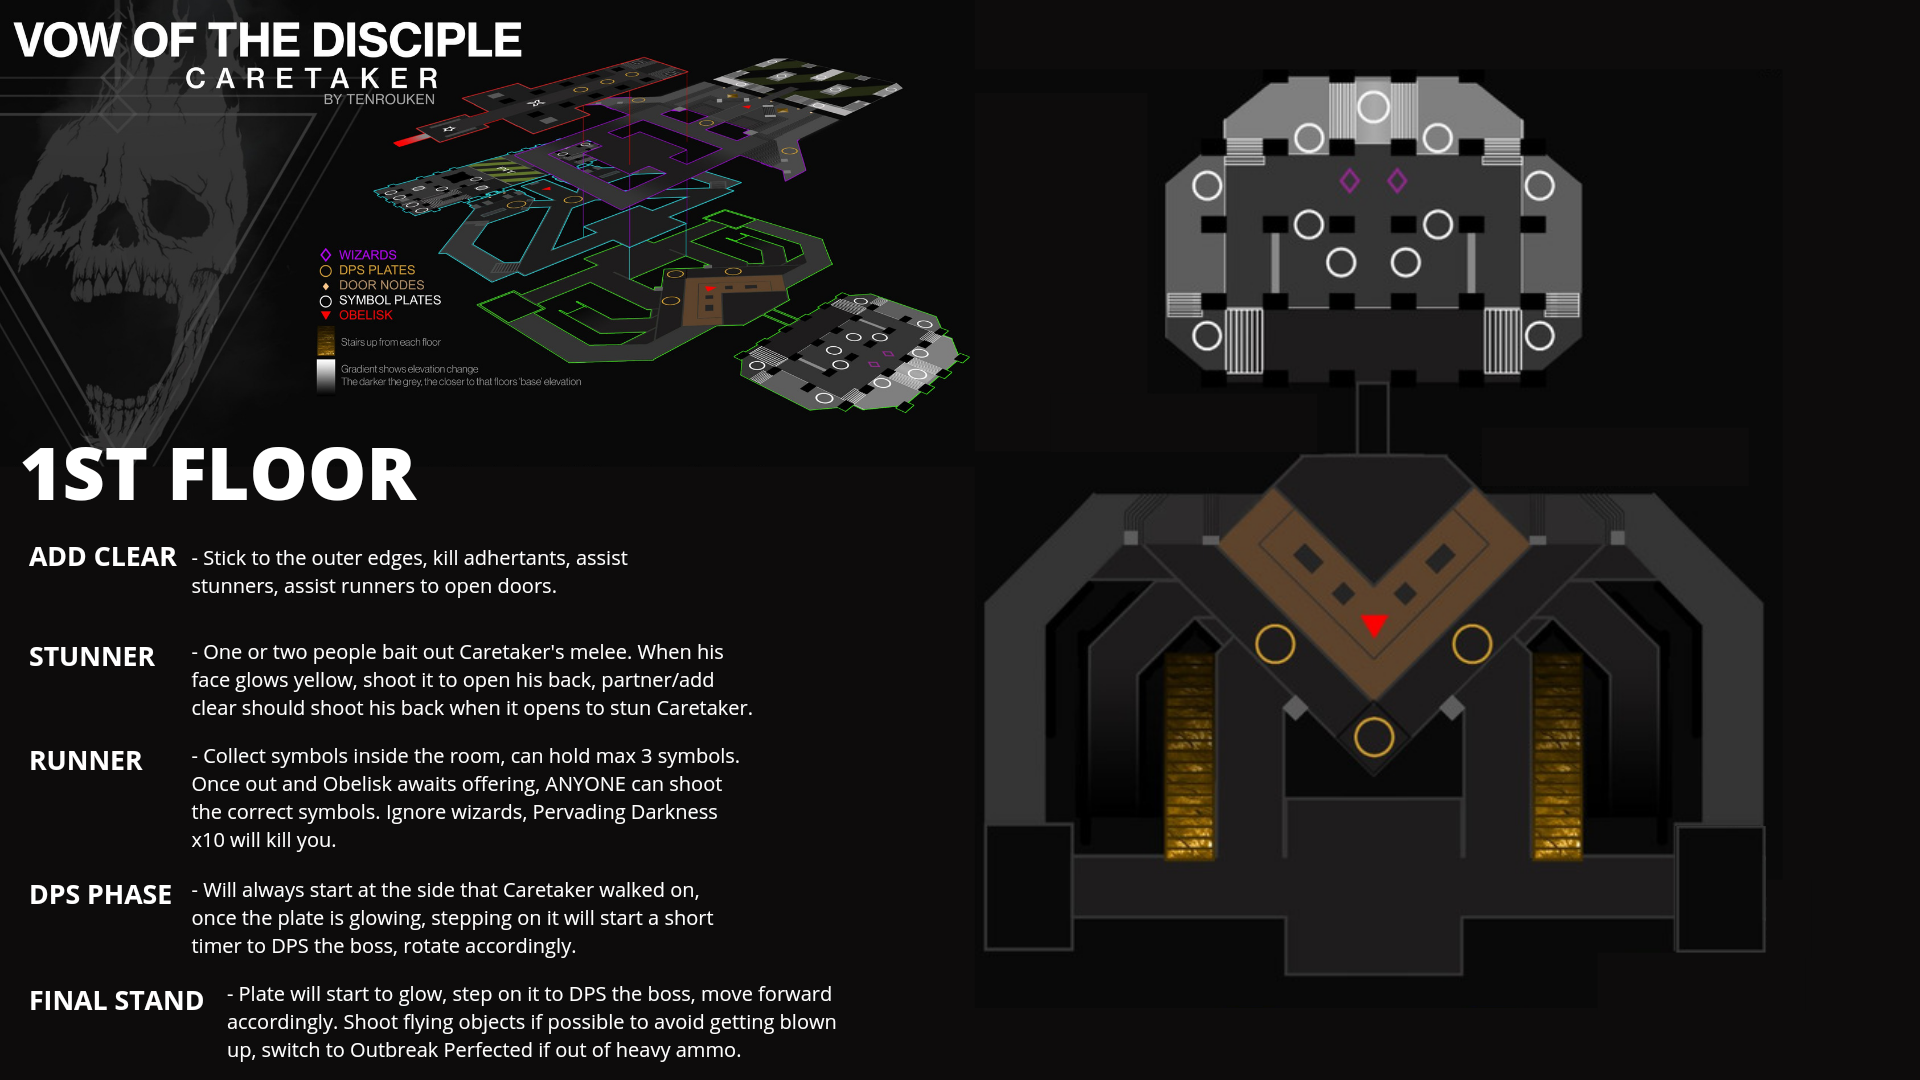 VOW OF THE DISCIPLE
CARETAKER
BY TENROUKEN
WIZARDS
DPS PLATES
DOOR NODES
SYMBOL PLATES
OBELISK
Stairs up from each floor
Gradient shows elevation change
The darker the grey, the closer to that floors 'base' elevation
1ST FLOOR
ADD CLEAR - Stick to the outer edges, kill adhertants, assist
stunners, assist runners to open doors.
STUNNER - One or two people bait out Caretaker's melee. When his
face glows yellow, shoot it to open his back, partner/add
clear should shoot his back when it opens to stun Caretaker.
RUNNER - Collect symbols inside the room, can hold max 3 symbols.
Once out and Obelisk awaits offering, ANYONE can shoot
the correct symbols. Ignore wizards, Pervading Darkness
x10 will kill you.
DPS PHASE - Will always start at the side that Caretaker walked on,
once the plate is glowing, stepping on it will start a short
timer to DPS the boss, rotate accordingly.
FINAL STAND - Plate will start to glow, step on it to DPS the boss, move forward
accordingly. Shoot flying objects if possible to avoid getting blown
up, switch to Outbreak Perfected if out of heavy ammo.